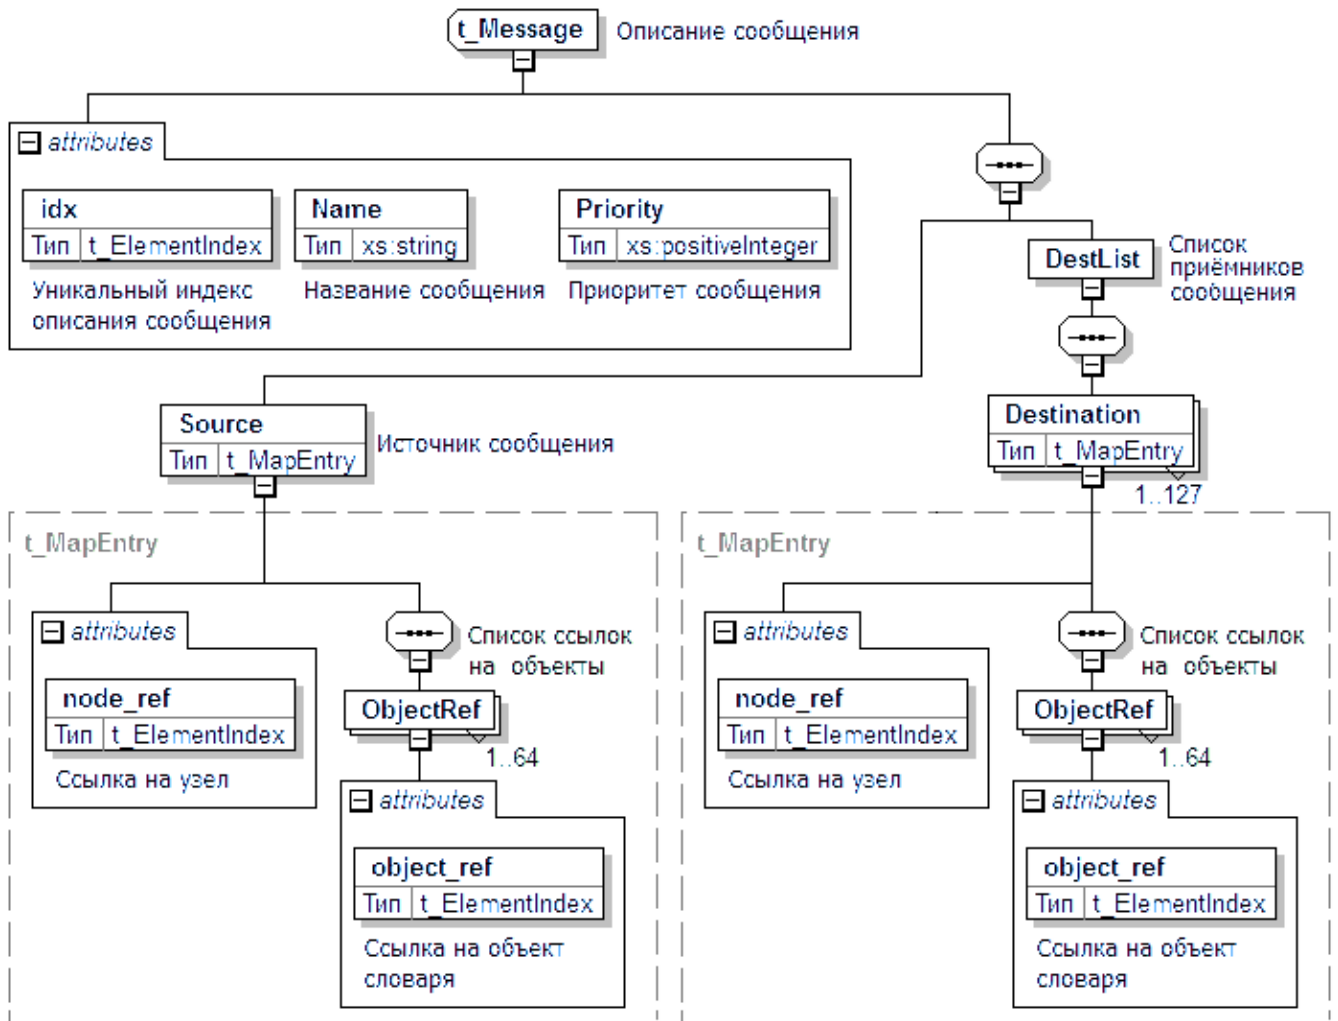 t_Message
Описание сообщения
attributes
idx
Тип t_ElementIndex
Уникальный индекс
описания сообщения
Name
Тип xs:string
Название сообщения
Priority
Тип xs:positiveInteger
Приоритет сообщения
DestList
Список
приёмников
сообщения
Source
Тип t_MapEntry
Источник сообщения
Destination
Тип t_MapEntry
1..127
t_MapEntry
attributes
node_ref
Тип t_ElementIndex
Ссылка на узел
Список ссылок
на объекты
ObjectRef
1..64
attributes
object_ref
Тип t_ElementIndex
Ссылка на объект
словаря
t_MapEntry
attributes
node_ref
Тип t_ElementIndex
Ссылка на узел
Список ссылок
на объекты
ObjectRef
1..64
attributes
object_ref
Тип t_ElementIndex
Ссылка на объект
словаря